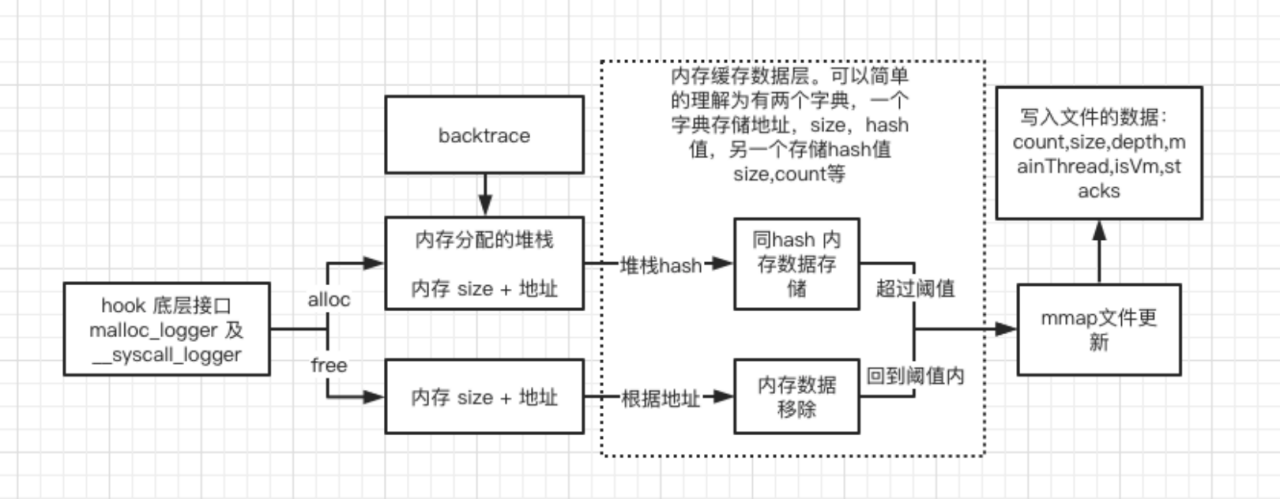 hook 底层接口
malloc_logger 及
__syscall_logger
alloc
free
backtrace
内存分配的堆栈
内存 size + 地址
内存 size + 地址
内存缓存数据层。可以简单
的理解为有两个字典，一个
字典存储地址，size，hash
值，另一个存储hash值
size,count等
堆栈hash
根据地址
同hash 内
存数据存
储
内存数据
移除
超过阈值
回到阈值内
mmap文件更
新
写入文件的数据：
count,size,depth,m
ainThread,isVm,st
acks